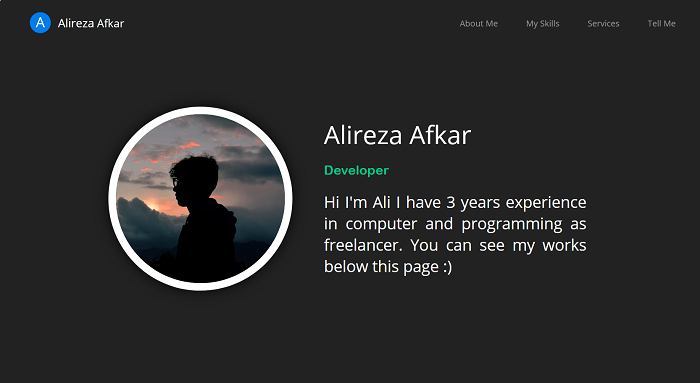 A Alireza Afkar
About Me My Skills Services Tell Me
Alireza Afkar
Developer
Hi I'm Ali I have 3 years experience
in computer and programming as
freelancer. You can see my works
below this page :)